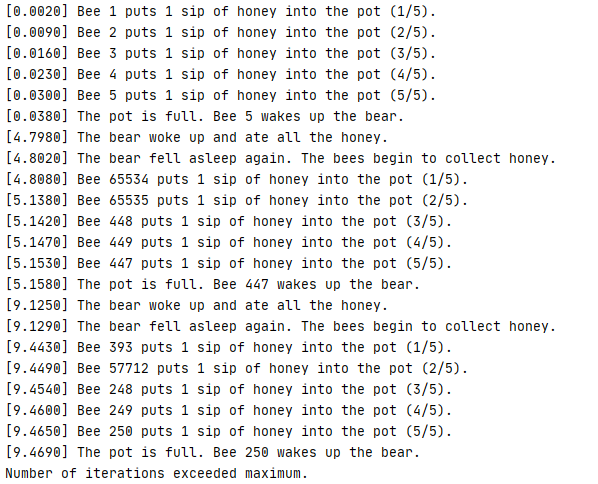 [0.0020] Bee 1 puts 1 sip of honey into the pot (1/5).
[0.0090] Bee 2 puts 1 sip of honey into the pot (2/5).
[0.0160] Bee 3 puts 1 sip of honey into the pot (3/5).
[0.0230] Bee 4 puts 1 sip of honey into the pot (4/5).
[0.0300] Bee 5 puts 1 sip of honey into the pot (5/5).
[0.0380] The pot is full. Bee 5 wakes up the bear.
[4.7980] The bear woke up and ate all the honey.
[4.8020] The bear fell asleep again. The bees begin to collect honey.
[4.8080] Bee 65534 puts 1 sip of honey into the pot (1/5).
[5.1380] Bee 65535 puts 1 sip of honey into the pot (2/5).
[5.1420] Bee 448 puts 1 sip of honey into the pot (3/5).
[5.1470] Bee 449 puts 1 sip of honey into the pot (4/5).
[5.1530] Bee 447 puts 1 sip of honey into the pot (5/5).
[5.1580] The pot is full. Bee 447 wakes up the bear.
[9.1250] The bear woke up and ate all the honey.
[9.1290] The bear fell asleep again. The bees begin to collect honey.
[9.4430] Bee 393 puts 1 sip of honey into the pot (1/5).
[9.4490] Bee 57712 puts 1 sip of honey into the pot (2/5).
[9.4540] Bee 248 puts 1 sip of honey into the pot (3/5).
[9.4600] Bee 249 puts 1 sip of honey into the pot (4/5).
[9.4650] Bee 250 puts 1 sip of honey into the pot (5/5).
[9.4690] The pot is full. Bee 250 wakes up the bear.
Number of iterations exceeded maximum.